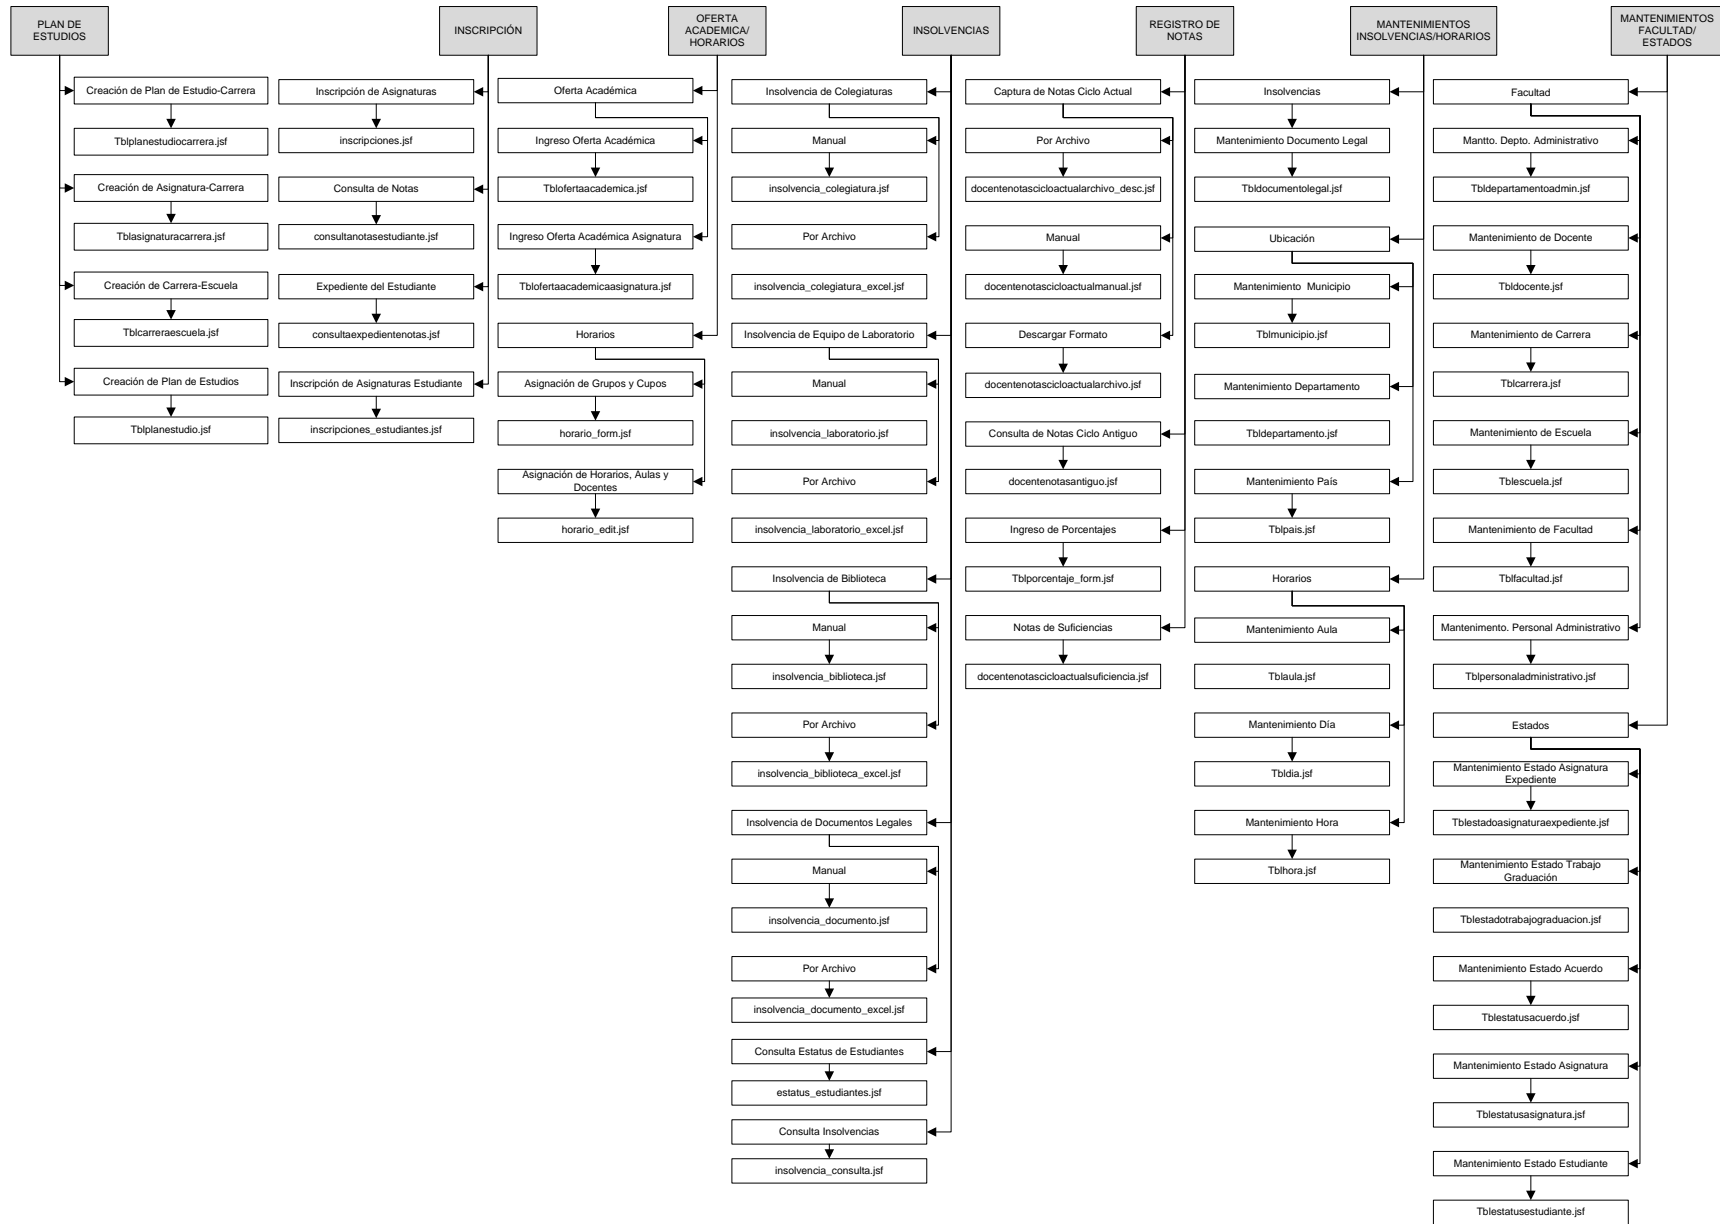 PLAN DE
ESTUDIOS
Creación de Plan de Estudio-Carrera
Tblplanestudiocarrera.jsf
Creación de Asignatura-Carrera
Tblasignaturacarrera.jsf
Creación de Carrera-Escuela
Tblcarreraescuela.jsf
Creación de Plan de Estudios
Tblplanestudio.jsf
INSCRIPCIÓN
Inscripción de Asignaturas
inscripciones.jsf
Consulta de Notas
consultanotasestudiante.jsf
Expediente del Estudiante
consultaexpedientenotas.jsf
Inscripción de Asignaturas Estudiante
inscripciones_estudiantes.jsf
OFERTA
ACADEMICA/
HORARIOS
Oferta Académica
Ingreso Oferta Académica
Tblofertaacademica.jsf
Ingreso Oferta Académica Asignatura
Tblofertaacademicaasignatura.jsf
Horarios
Asignación de Grupos y Cupos
horario_form.jsf
Asignación de Horarios, Aulas y
Docentes
horario_edit.jsf
INSOLVENCIAS
Insolvencia de Colegiaturas
Manual
insolvencia_colegiatura.jsf
Por Archivo
insolvencia_colegiatura_excel.jsf
Insolvencia de Equipo de Laboratorio
Manual
insolvencia_laboratorio.jsf
Por Archivo
insolvencia_laboratorio_excel.jsf
Insolvencia de Biblioteca
Manual
insolvencia_biblioteca.jsf
Por Archivo
insolvencia_biblioteca_excel.jsf
Insolvencia de Documentos Legales
Manual
insolvencia_documento.jsf
Por Archivo
insolvencia_documento_excel.jsf
Consulta Estatus de Estudiantes
estatus_estudiantes.jsf
Consulta Insolvencias
insolvencia_consulta.jsf
REGISTRO DE
NOTAS
Captura de Notas Ciclo Actual
Por Archivo
docentenotascicloactualarchivo_desc.jsf
Manual
docentenotascicloactualmanual.jsf
Descargar Formato
docentenotascicloactualarchivo.jsf
Consulta de Notas Ciclo Antiguo
docentenotasantiguo.jsf
Ingreso de Porcentajes
Tblporcentaje_form.jsf
Notas de Suficiencias
docentenotascicloactualsuficiencia.jsf
MANTENIMIENTOS
INSOLVENCIAS/HORARIOS
Insolvencias
Mantenimiento Documento Legal
Tbldocumentolegal.jsf
Ubicación
Mantenimiento  Municipio
Tblmunicipio.jsf
Mantenimiento Departamento
Tbldepartamento.jsf
Mantenimiento País
Tblpais.jsf
Horarios
Mantenimiento Aula
Tblaula.jsf
Mantenimiento Día
Tbldia.jsf
Mantenimiento Hora
Tblhora.jsf
MANTENIMIENTOS
FACULTAD/
ESTADOS
Facultad
Mantto. Depto. Administrativo
Tbldepartamentoadmin.jsf
Mantenimiento de Docente
Tbldocente.jsf
Mantenimiento de Carrera
Tblcarrera.jsf
Mantenimiento de Escuela
Tblescuela.jsf
Mantenimiento de Facultad
Tblfacultad.jsf
Mantenimento. Personal Administrativo
Tblpersonaladministrativo.jsf
Estados
Mantenimiento Estado Asignatura
Expediente
Tblestadoasignaturaexpediente.jsf
Mantenimiento Estado Trabajo
Graduación
Tblestadotrabajograduacion.jsf
Mantenimiento Estado Acuerdo
Tblestatusacuerdo.jsf
Mantenimiento Estado Asignatura
Tblestatusasignatura.jsf
Mantenimiento Estado Estudiante
Tblestatusestudiante.jsf